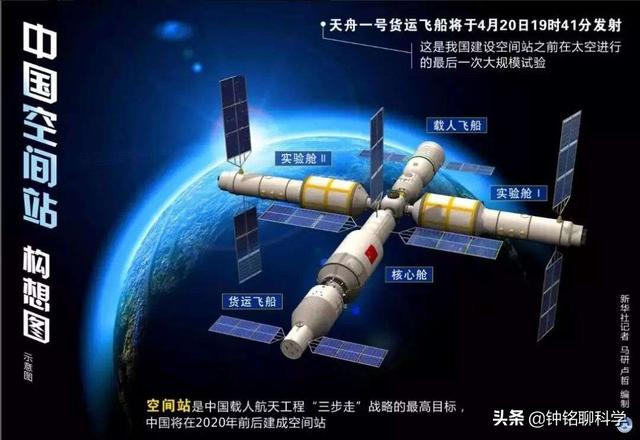 天舟一号货运飞船将于4月20日19时41分发射
这是我国建设空间站之前在太空进行
的最后一次大规模试验
中国空间站 构想图
示意图
载人飞船
实验舱Ⅱ
实验舱Ⅰ
核心舱
货运飞船
新华社记者 马研 卢哲 编制
空间站是中国载人航天工程“三步走”战略的最高目标，
中国将在2020年前后建成空间站
头条 @钟铭聊科学